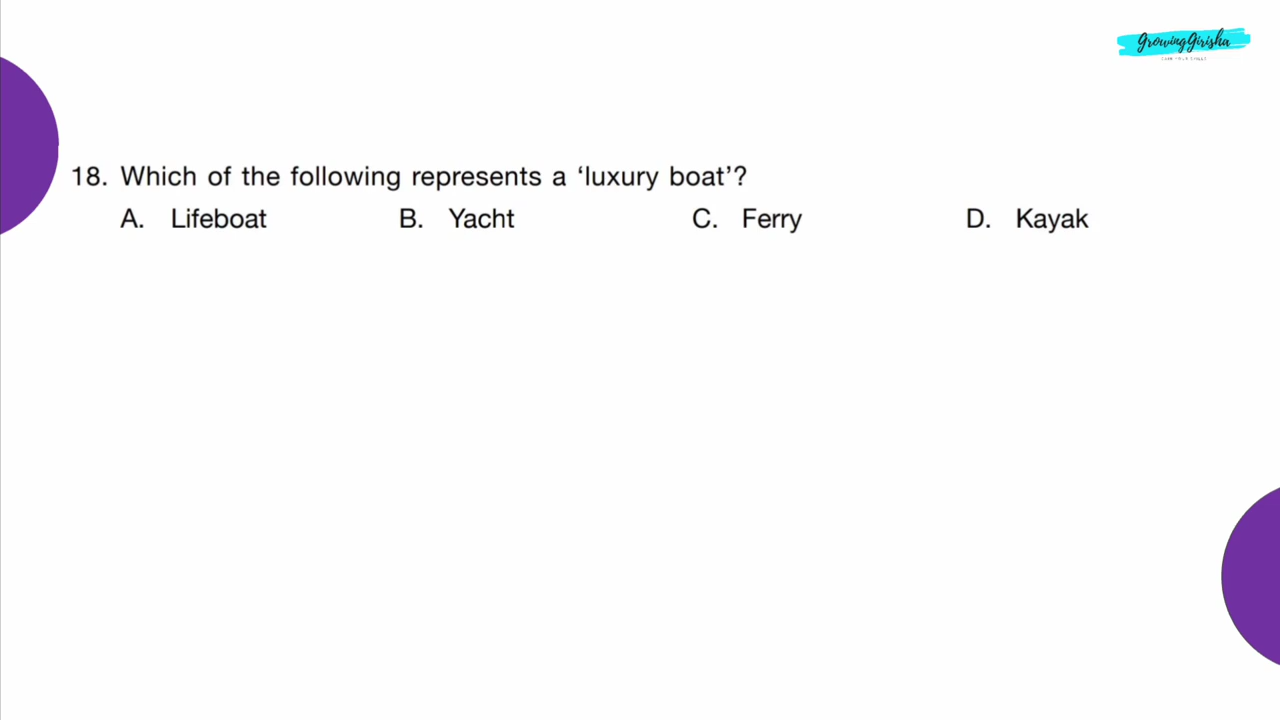 GrowingGirisha
18. Which of the following represents a ‘luxury boat’?
A. Lifeboat B. Yacht C. Ferry D. Kayak